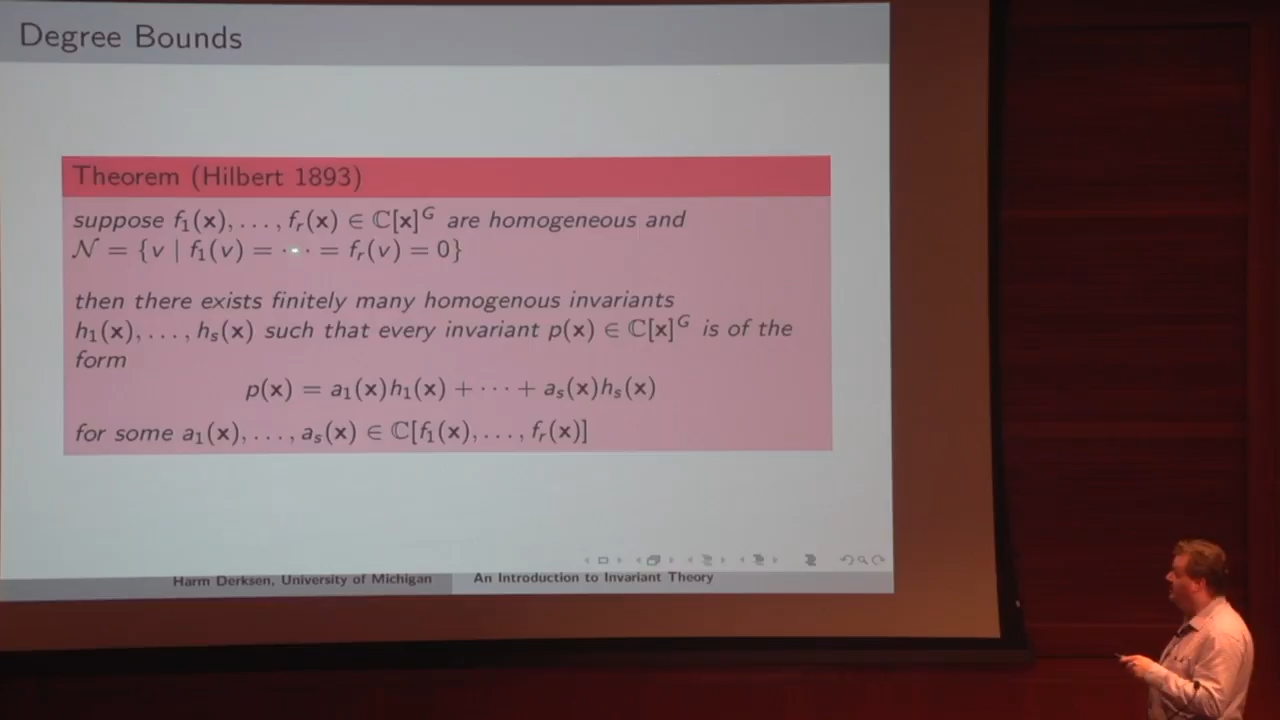 Degree Bounds
Theorem (Hilbert 1893)
suppose f₁(x), . . . , fᵣ(x) ∈ ℂ[x]ᴳ are homogeneous and
𝒩 = {v | f₁(v) = · · · = fᵣ(v) = 0}
then there exists finitely many homogenous invariants
h₁(x), . . . , hₛ(x) such that every invariant p(x) ∈ ℂ[x]ᴳ is of the
form
p(x) = a₁(x)h₁(x) + · · · + aₛ(x)hₛ(x)
for some a₁(x), . . . , aₛ(x) ∈ ℂ[f₁(x), . . . , fᵣ(x)]
Harm Derksen, University of Michigan An Introduction to Invariant Theory